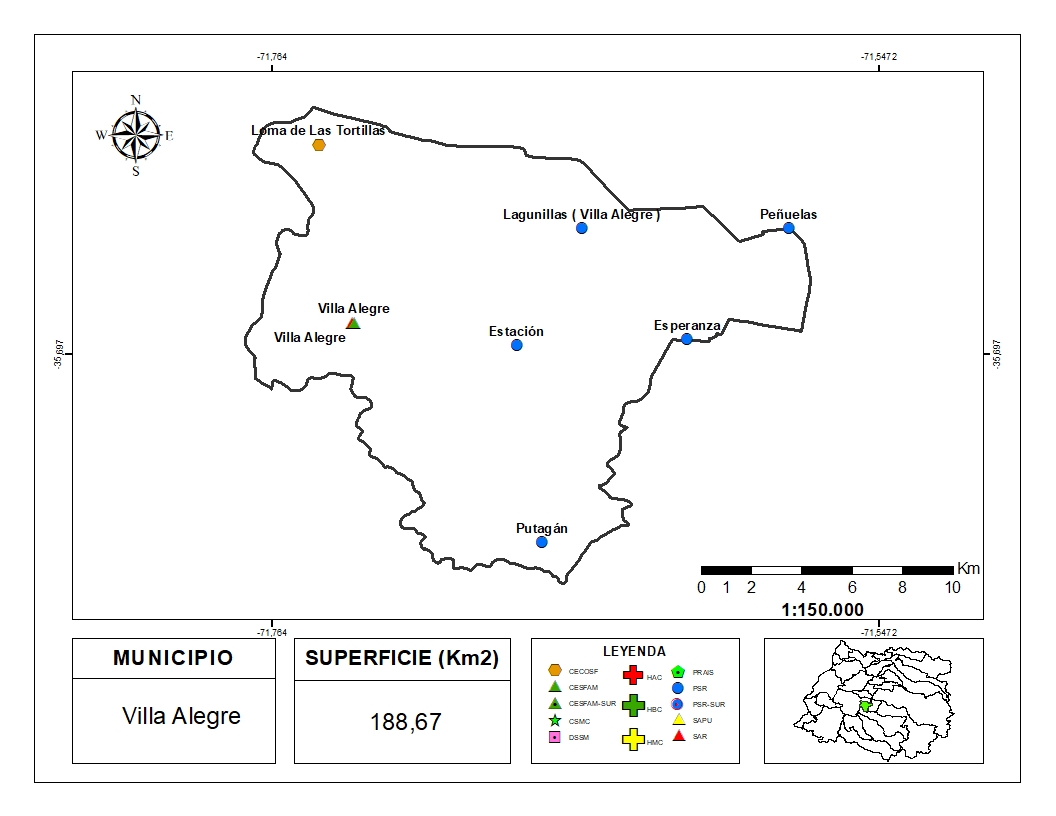 -71,764
-71,5472
N
W
E
S
Loma de Las Tortillas
Lagunillas ( Villa Alegre )
Peñuelas
Villa Alegre
Villa Alegre
Estación
Esperanza
-35,697
-35,697
Putagán
Km
0 1 2 4 6 8 10
1:150.000
-71,764
-71,5472
MUNICIPIO
Villa Alegre
SUPERFICIE (Km2)
188,67
LEYENDA
CECOSF
CESFAM
CESFAM-SUR
CSMC
DSSM
HAC
HBC
HMC
PRAIS
PSR
PSR-SUR
SAPU
SAR